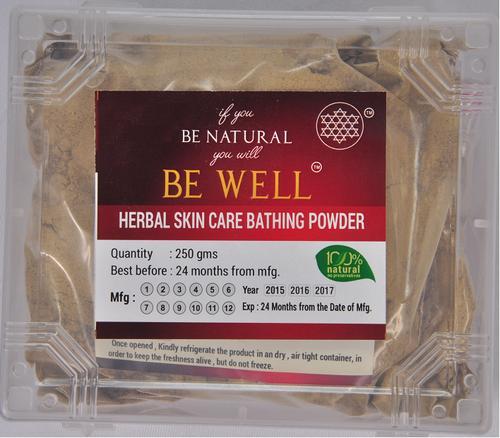 if you
BE NATURAL
you will
BE WELL TM
TM
HERBAL SKIN CARE BATHING POWDER
Quantity : 250 gms
Best before : 24 months from mfg.
100%
natural
no preservatives
Mfg : 1 2 3 4 5 6 Year 2015 2016 2017
7 8 9 10 11 12 Exp : 24 Months from the Date of Mfg.
Once opened , Kindly refrigerate the product in an dry , air tight container, in
order to keep the freshness alive , but do not freeze.